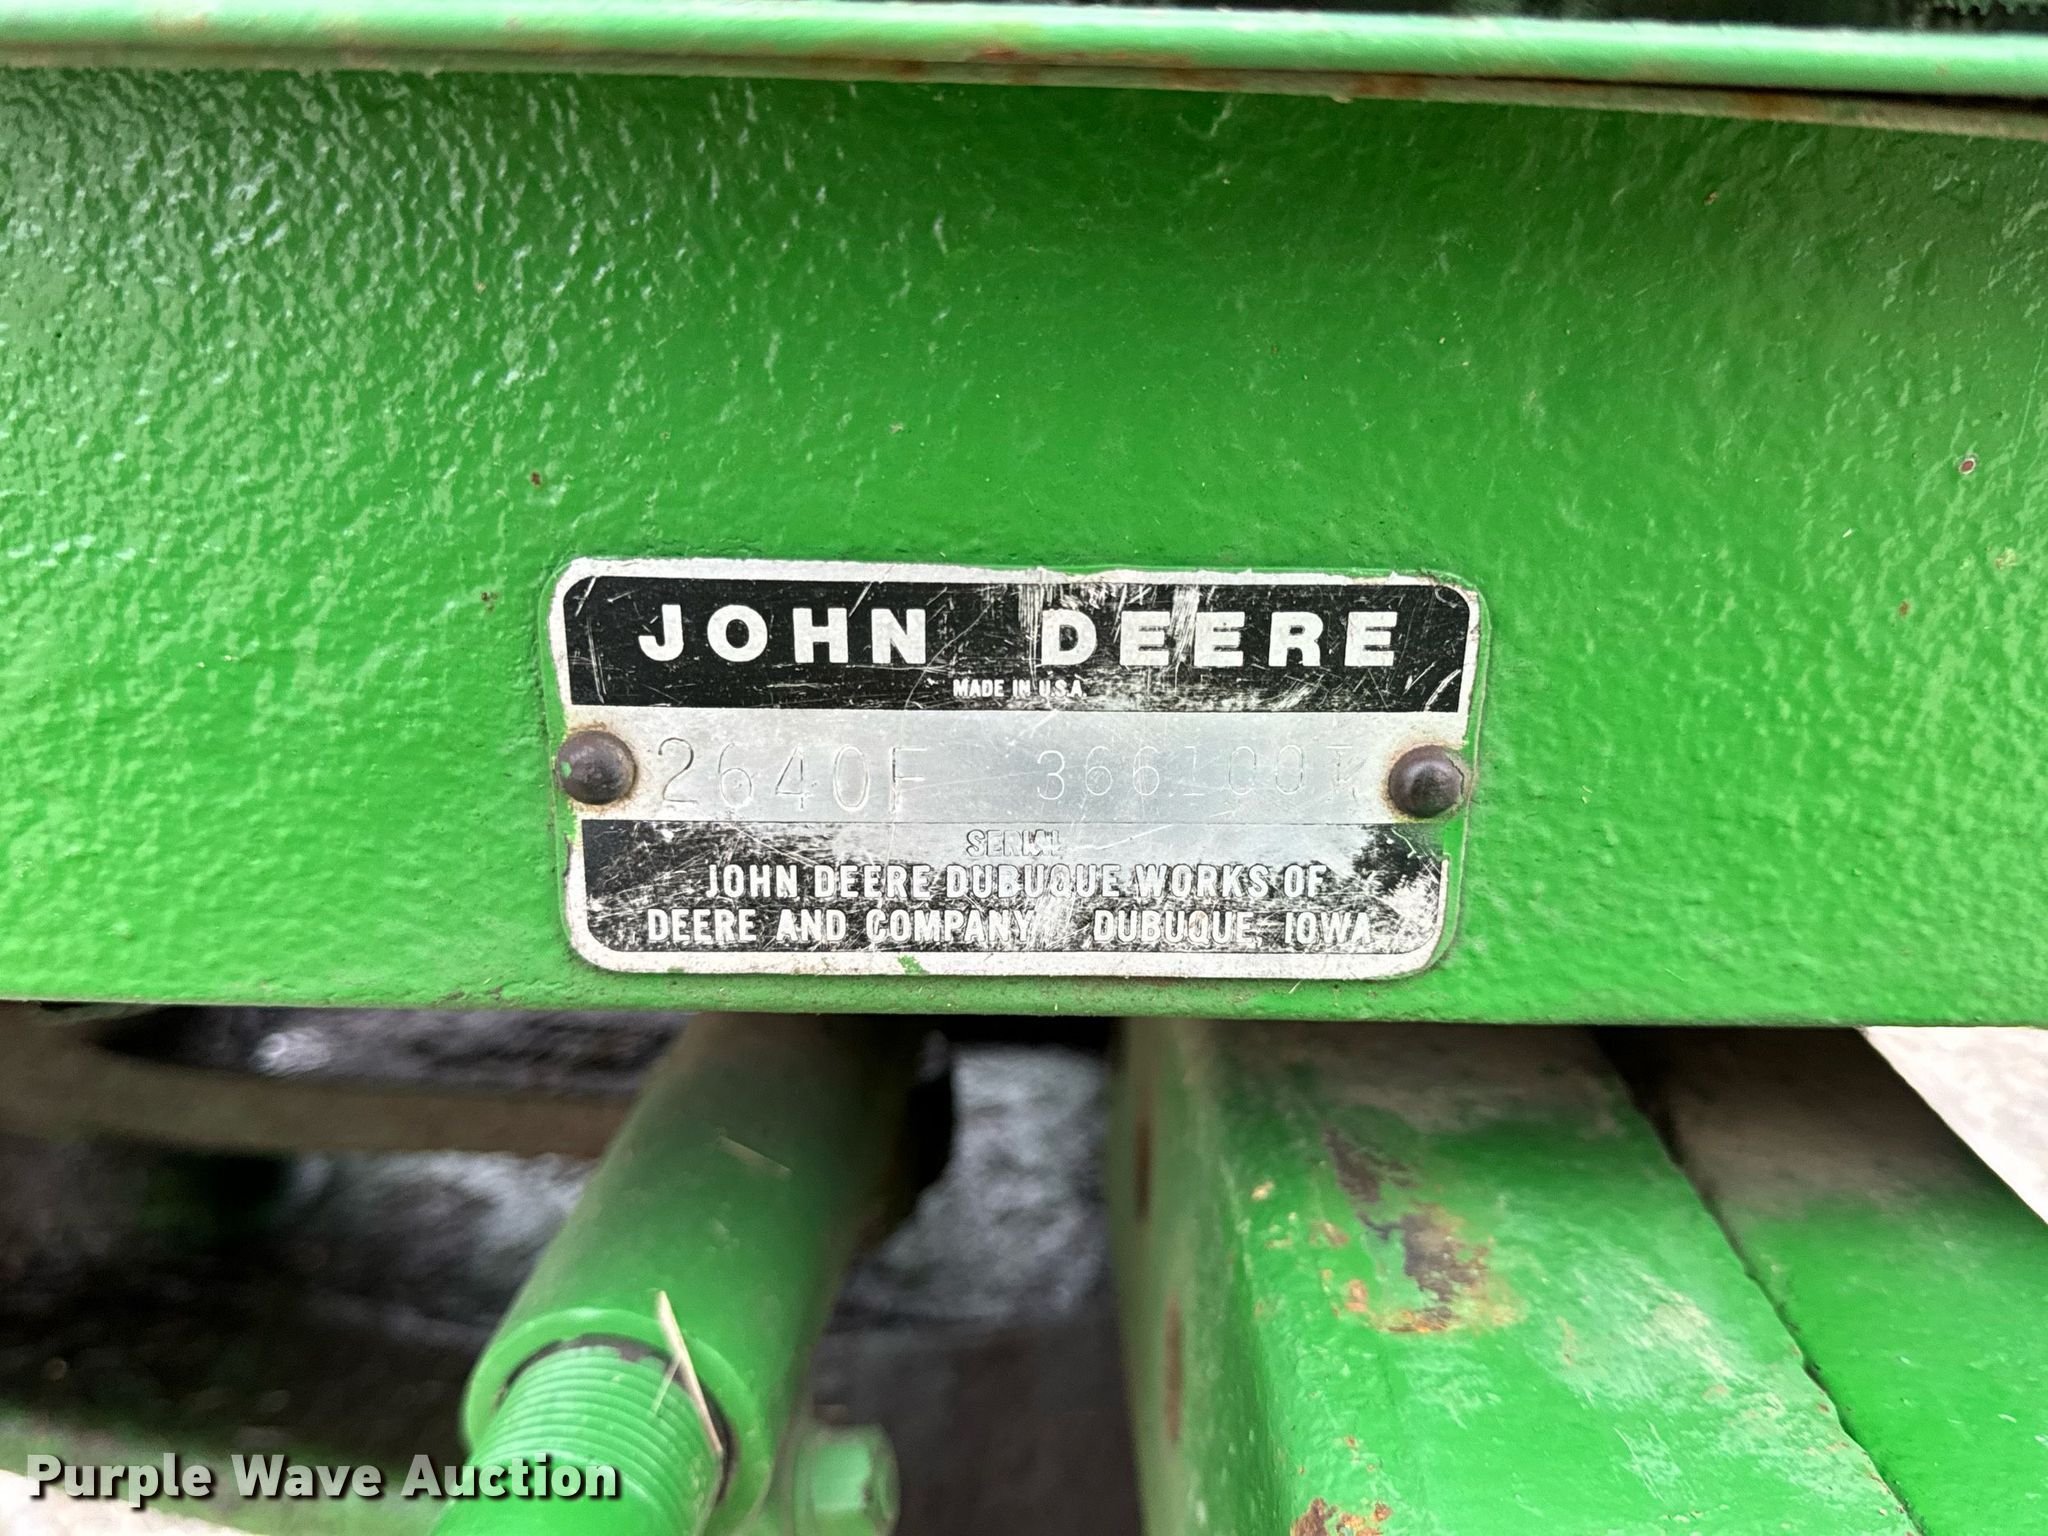 JOHN DEERE
MADE IN U.S.A.
2640F 366100T
SERIAL
JOHN DEERE DUBUQUE WORKS OF
DEERE AND COMPANY DUBUQUE, IOWA
Purple Wave Auction